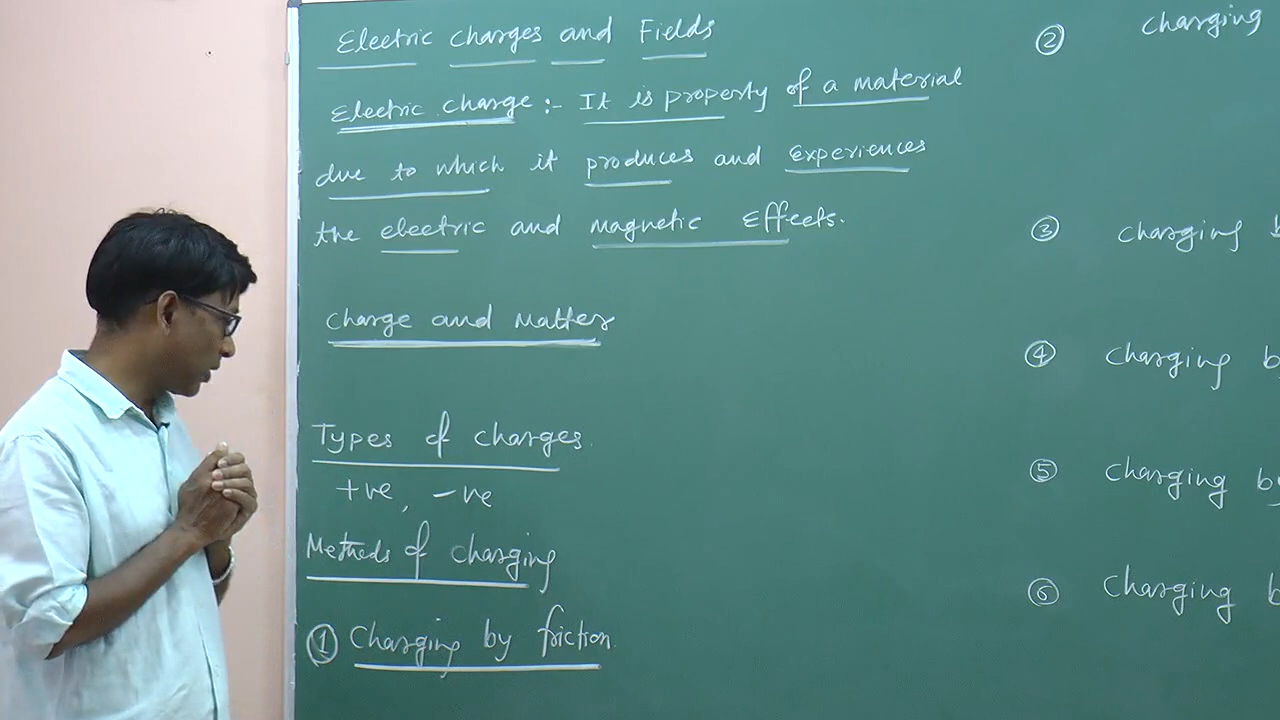 Electric charges and Fields
Electric charge :- It is property of a material
due to which it produces and experiences
the electric and magnetic effects.
Charge and Matter
Types of charges.
+ve, -ve
Methods of charging
① Charging by friction.
② charging
③ charging
④ charging
⑤ charging by
⑥ charging